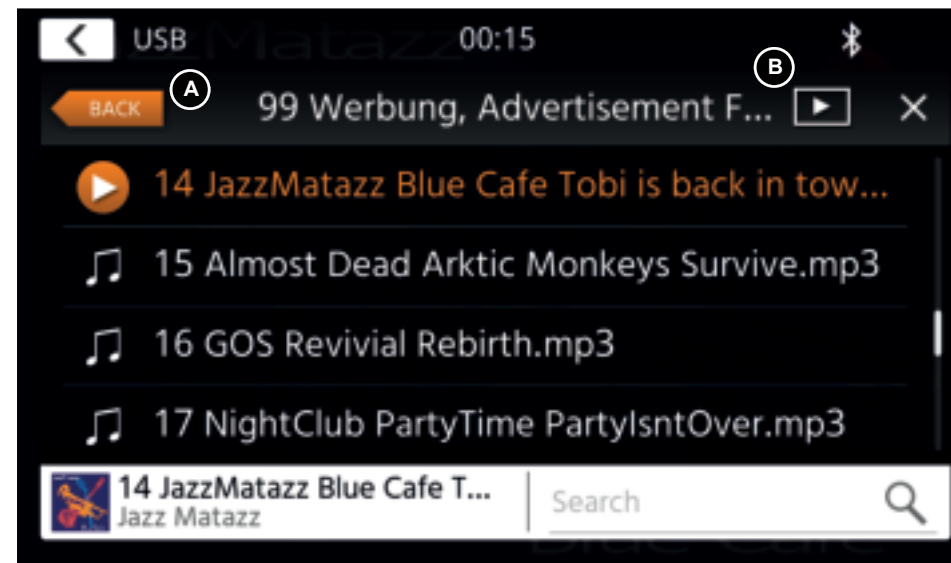 USB 00:15
A B
BACK 99 Werbung, Advertisement F...
14 JazzMatazz Blue Cafe Tobi is back in tow...
15 Almost Dead Arktic Monkeys Survive.mp3
16 GOS Revivial Rebirth.mp3
17 NightClub PartyTime PartyIsntOver.mp3
14 JazzMatazz Blue Cafe T...
Search
Jazz Matazz